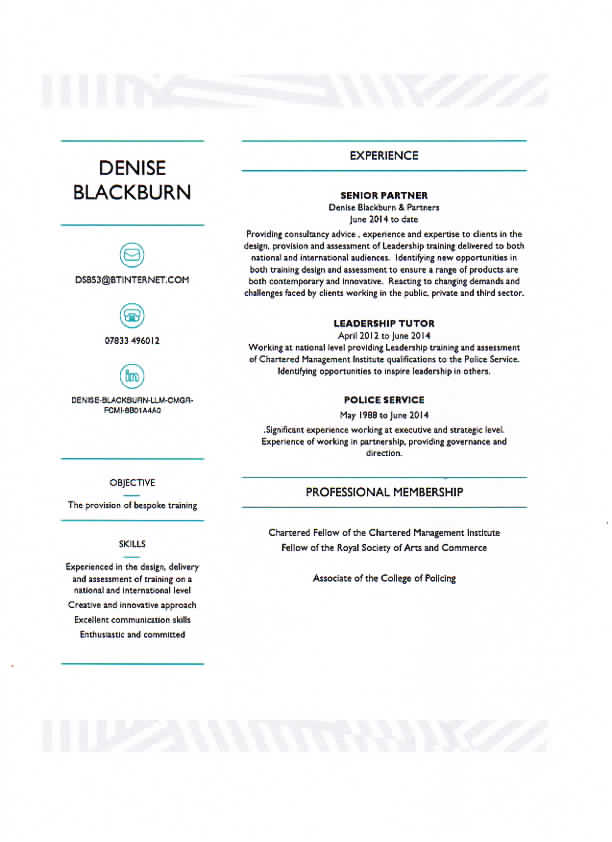 DENISE
BLACKBURN
DSB53@BTINTERNET.COM
07833 496012
DENISE-BLACKBURN-LLM-CMGR-
FCMI-8B01A4A0
OBJECTIVE
The provision of bespoke training
SKILLS
Experienced in the design, delivery
and assessment of training on a
national and international level
Creative and innovative approach
Excellent communication skills
Enthusiastic and committed
EXPERIENCE
SENIOR PARTNER
Denise Blackburn & Partners
June 2014 to date
Providing consultancy advice , experience and expertise to clients in the
design, provision and assessment of Leadership training delivered to both
national and international audiences. Identifying new opportunities in
both training design and assessment to ensure a range of products are
both contemporary and innovative. Reacting to changing demands and
challenges faced by clients working in the public, private and third sector.
LEADERSHIP TUTOR
April 2012 to June 2014
Working at national level providing Leadership training and assessment
of Chartered Management Institute qualifications to the Police Service.
Identifying opportunities to inspire leadership in others.
POLICE SERVICE
May 1988 to June 2014
.Significant experience working at executive and strategic level.
Experience of working in partnership, providing governance and
direction.
PROFESSIONAL MEMBERSHIP
Chartered Fellow of the Chartered Management Institute
Fellow of the Royal Society of Arts and Commerce
Associate of the College of Policing